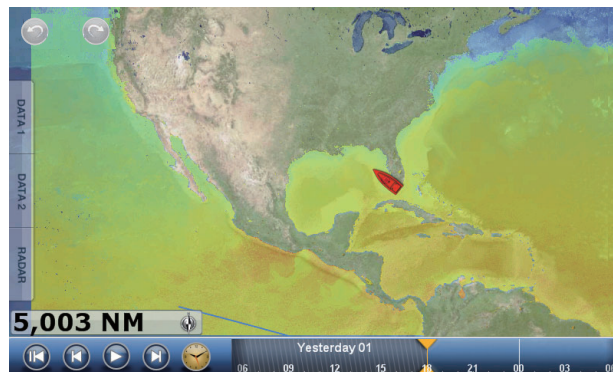 DATA 1
DATA 2
RADAR
5,003 NM
Yesterday 01
06 09 12 15 18 21 00 03